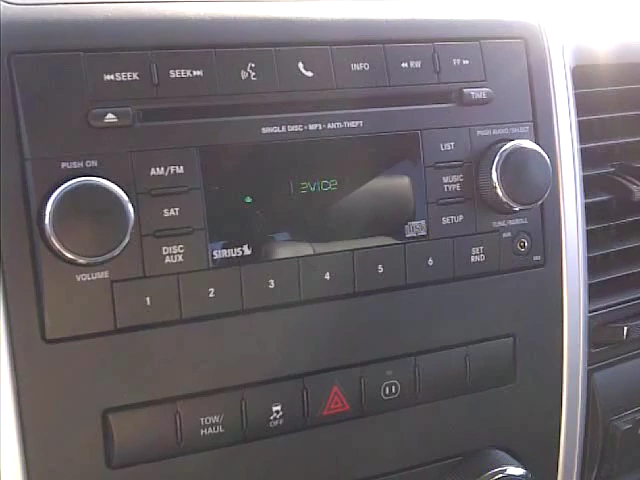 SEEK
SEEK
INFO
RW
FF
TIME
SINGLE DISC • MP3 • ANTI-THEFT
PUSH ON
VOLUME
AM/FM
SAT
DISC
AUX
SIRIUS
LIST
MUSIC
TYPE
SETUP
PUSH AUDIO/SELECT
TUNE/SCROLL
SET
RND
1
2
3
4
5
6
TOW/
HAUL
OFF